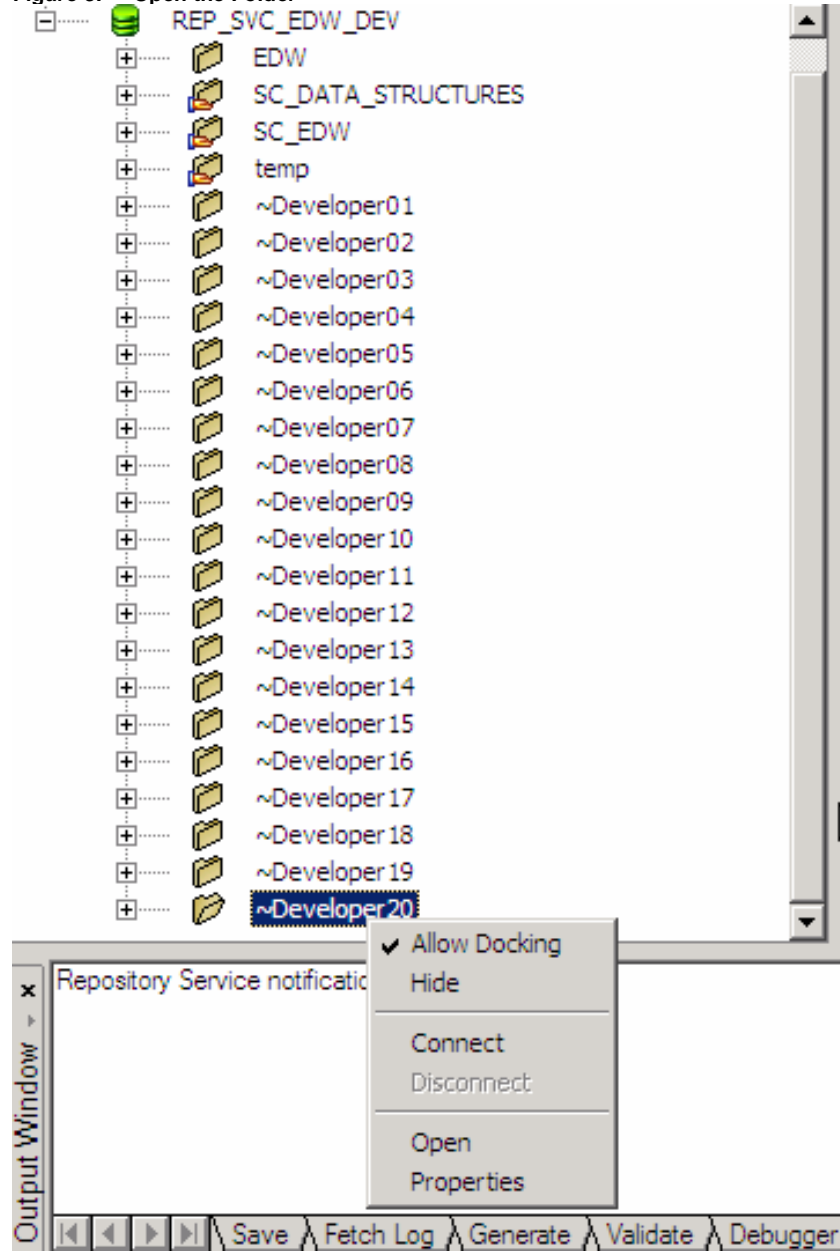 REP_SVC_EDW_DEV
EDW
SC_DATA_STRUCTURES
SC_EDW
temp
~Developer01
~Developer02
~Developer03
~Developer04
~Developer05
~Developer06
~Developer07
~Developer08
~Developer09
~Developer10
~Developer11
~Developer12
~Developer13
~Developer14
~Developer15
~Developer16
~Developer17
~Developer18
~Developer19
~Developer20
Allow Docking
Hide
Connect
Disconnect
Open
Properties
Repository Service
Output Window
Save Fetch Log Generate Validate Debugger